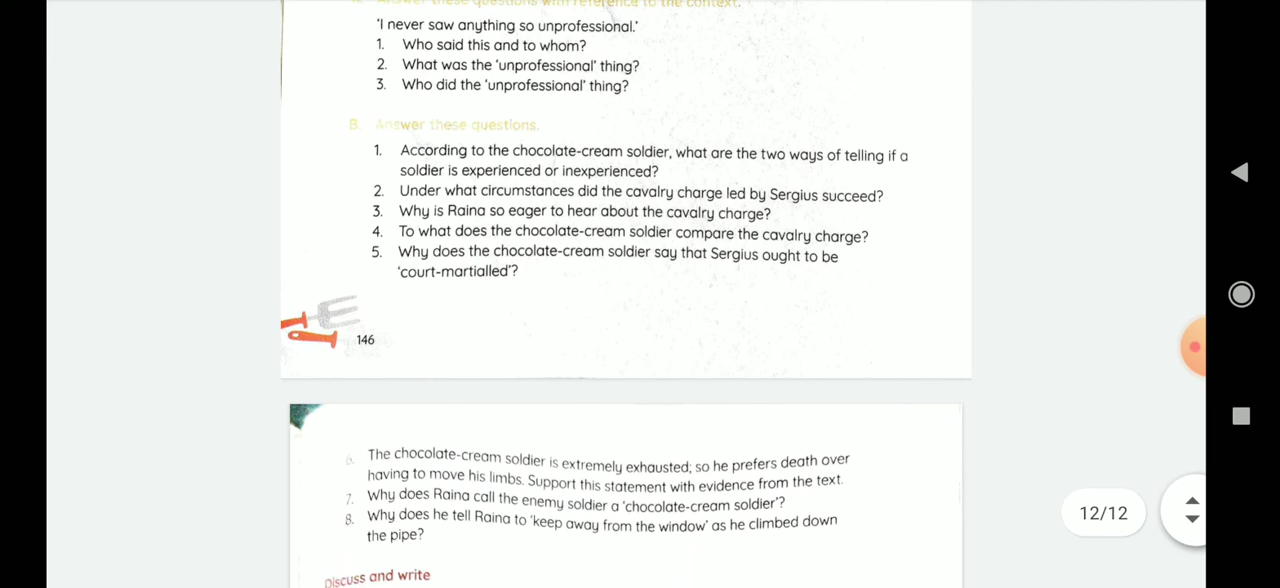 A. Answer these questions with reference to the context.
'I never saw anything so unprofessional.'
1. Who said this and to whom?
2. What was the 'unprofessional' thing?
3. Who did the 'unprofessional' thing?
B. Answer these questions.
1. According to the chocolate-cream soldier, what are the two ways of telling if a
soldier is experienced or inexperienced?
2. Under what circumstances did the cavalry charge led by Sergius succeed?
3. Why is Raina so eager to hear about the cavalry charge?
4. To what does the chocolate-cream soldier compare the cavalry charge?
5. Why does the chocolate-cream soldier say that Sergius ought to be
'court-martialled'?
146
6. The chocolate-cream soldier is extremely exhausted; so he prefers death over
having to move his limbs. Support this statement with evidence from the text.
7. Why does Raina call the enemy soldier a 'chocolate-cream soldier'?
8. Why does he tell Raina to 'keep away from the window' as he climbed down
the pipe?
Discuss and write
12/12